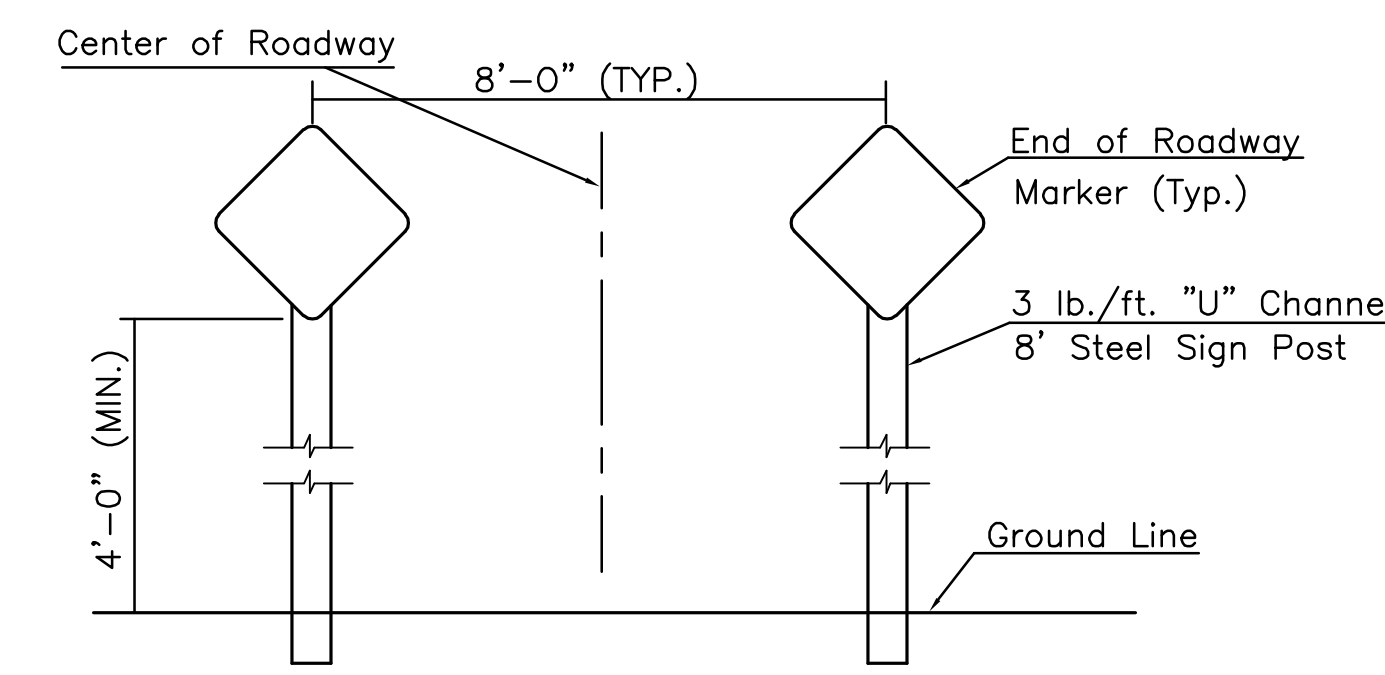 Center of Roadway
8'-0" (TYP.)
End of Roadway
Marker (Typ.)
3 lb./ft. "U" Channe
8' Steel Sign Post
4'-0" (MIN.)
Ground Line